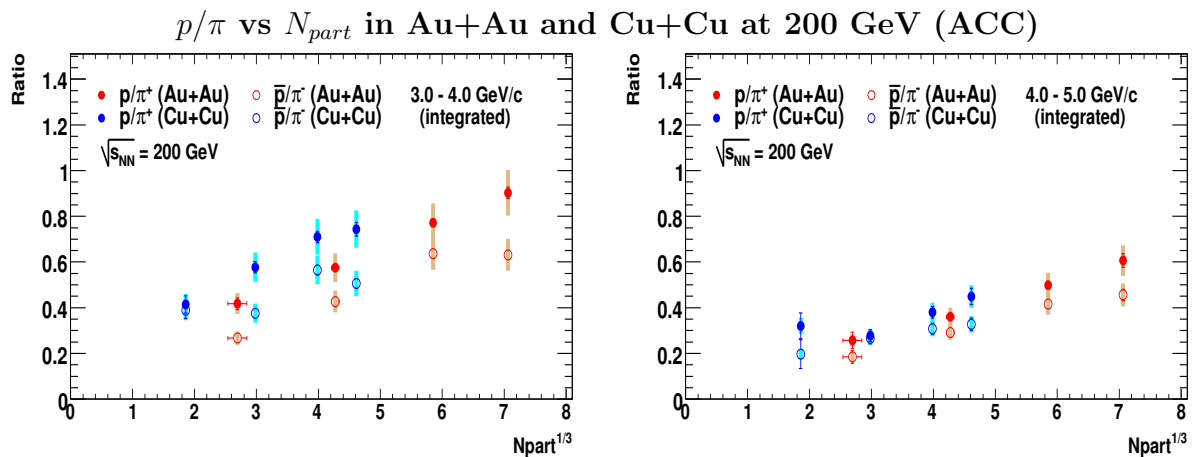 p/π vs N_part in Au+Au and Cu+Cu at 200 GeV (ACC)
Ratio
1.4
1.2
1
0.8
0.6
0.4
0.2
0
p/π⁺ (Au+Au)
p̅/π⁻ (Au+Au)
3.0 - 4.0 GeV/c
p/π⁺ (Cu+Cu)
p̅/π⁻ (Cu+Cu)
(integrated)
√s_NN = 200 GeV
0 1 2 3 4 5 6 7 8
Npart^1/3
Ratio
1.4
1.2
1
0.8
0.6
0.4
0.2
0
p/π⁺ (Au+Au)
p̅/π⁻ (Au+Au)
4.0 - 5.0 GeV/c
p/π⁺ (Cu+Cu)
p̅/π⁻ (Cu+Cu)
(integrated)
√s_NN = 200 GeV
0 1 2 3 4 5 6 7 8
Npart^1/3